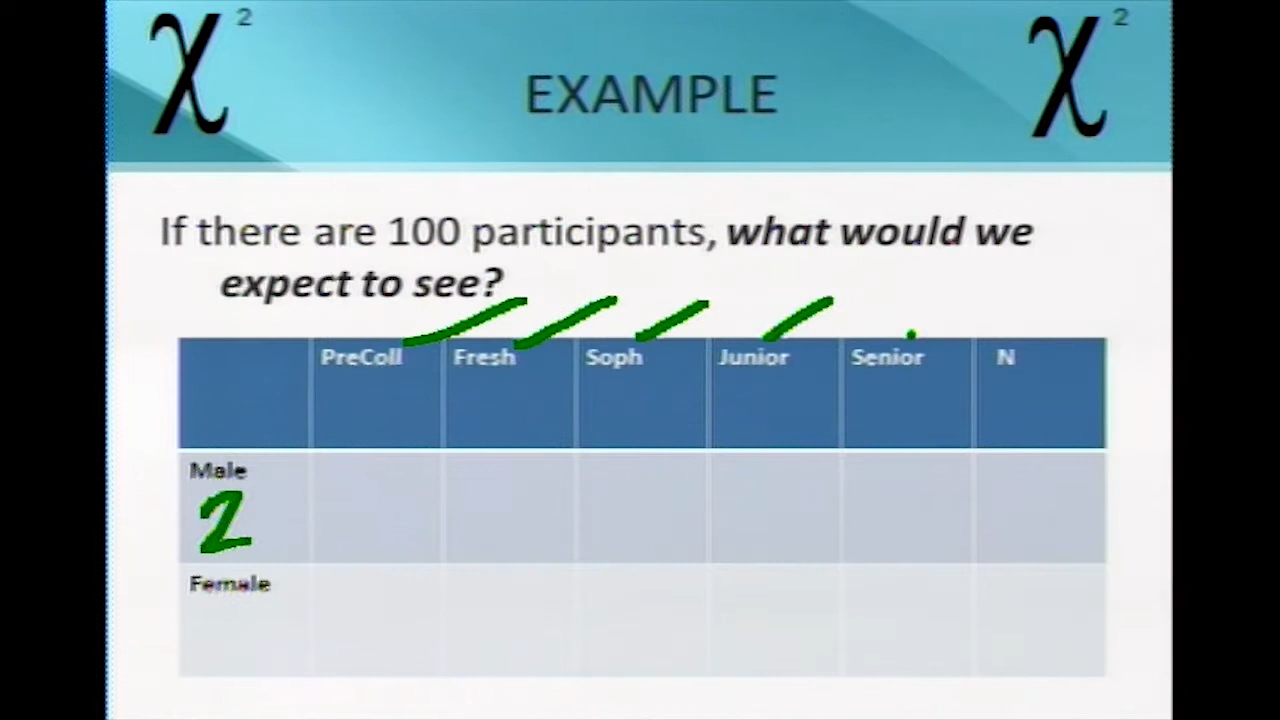 χ² EXAMPLE χ²
If there are 100 participants, what would we
expect to see?
PreColl Fresh Soph Junior Senior N
Male
2
Female